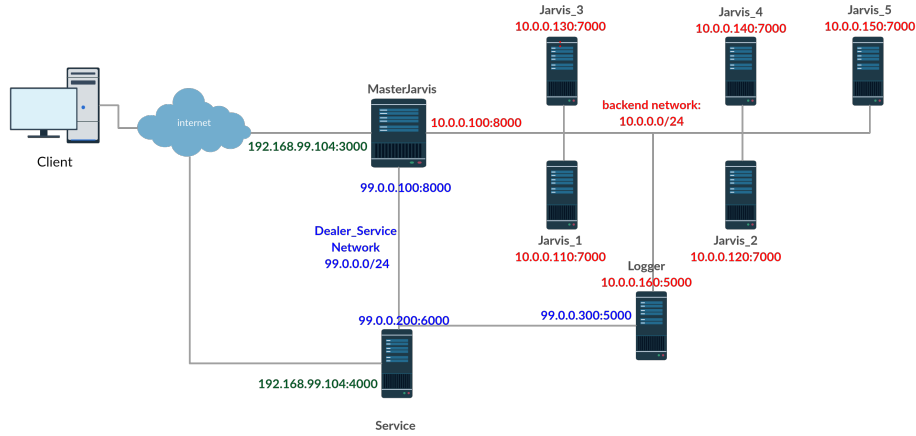 Jarvis_3
10.0.0.130:7000
Jarvis_4
10.0.0.140:7000
Jarvis_5
10.0.0.150:7000
MasterJarvis
10.0.0.100:8000
backend network:
10.0.0.0/24
internet
192.168.99.104:3000
Client
99.0.0.100:8000
Dealer_Service
Network
99.0.0.0/24
Jarvis_1
10.0.0.110:7000
Jarvis_2
10.0.0.120:7000
Logger
10.0.0.160:5000
99.0.0.200:6000
99.0.0.300:5000
192.168.99.104:4000
Service